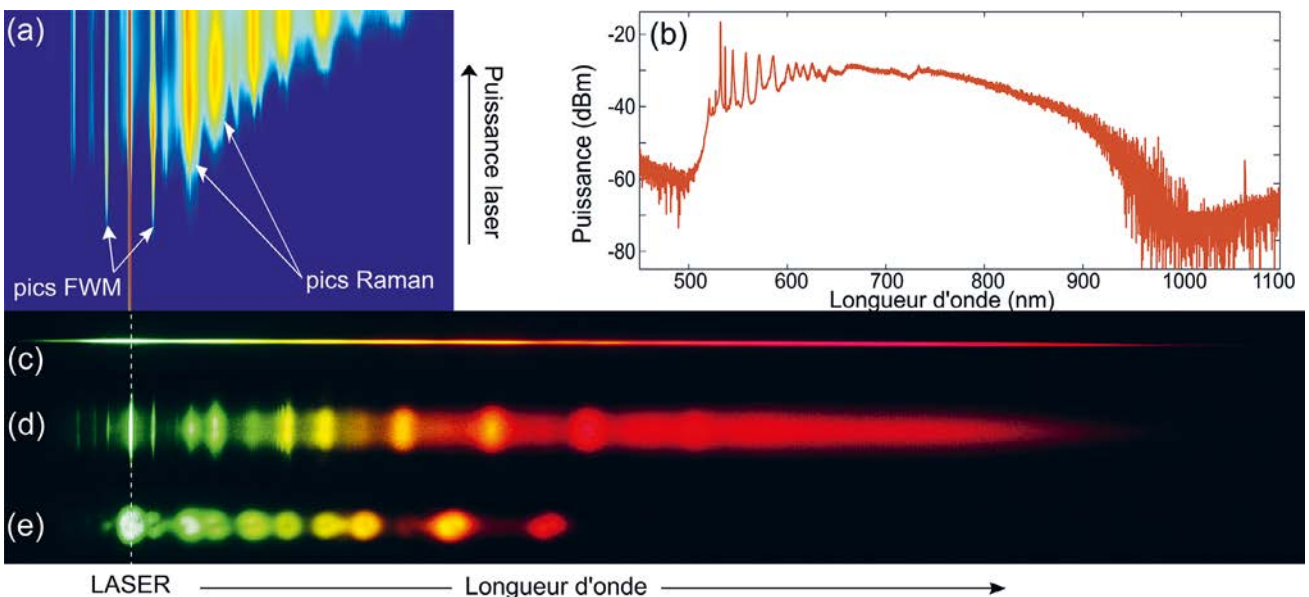 (a)
Puissance laser
pics FWM
pics Raman
(b)
Puissance (dBm)
-20
-40
-60
-80
500 600 700 800 900 1000 1100
Longueur d'onde (nm)
(c)
(d)
(e)
LASER
Longueur d'onde